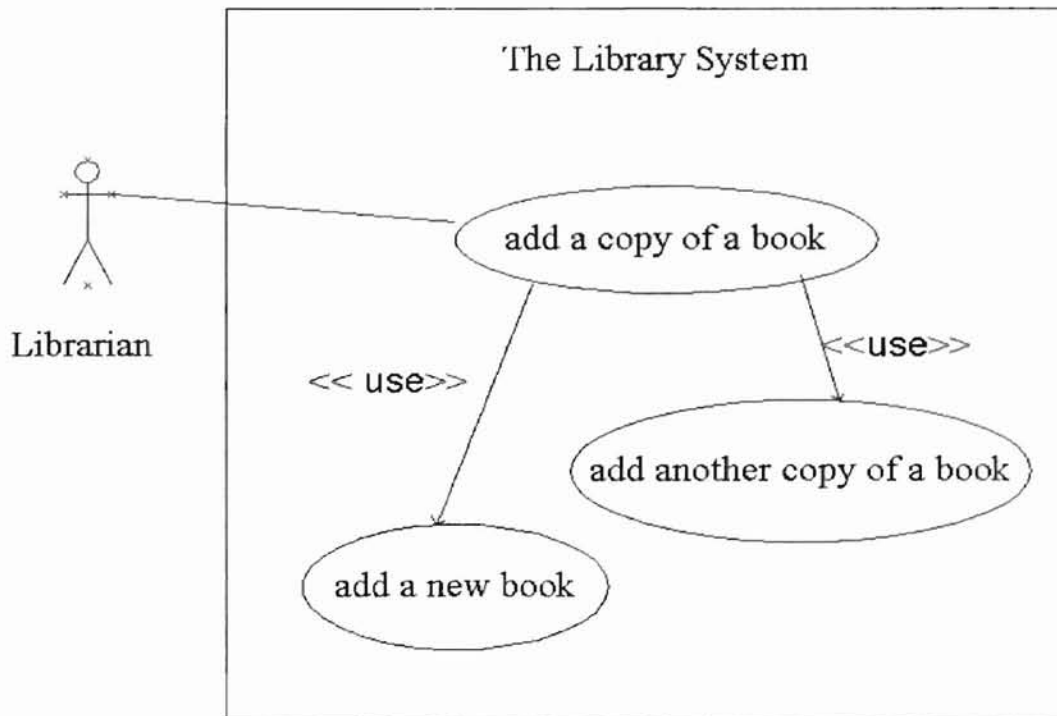 The Library System
add a copy of a book
Librarian
<<use>>
<< use>>
add another copy of a book
add a new book